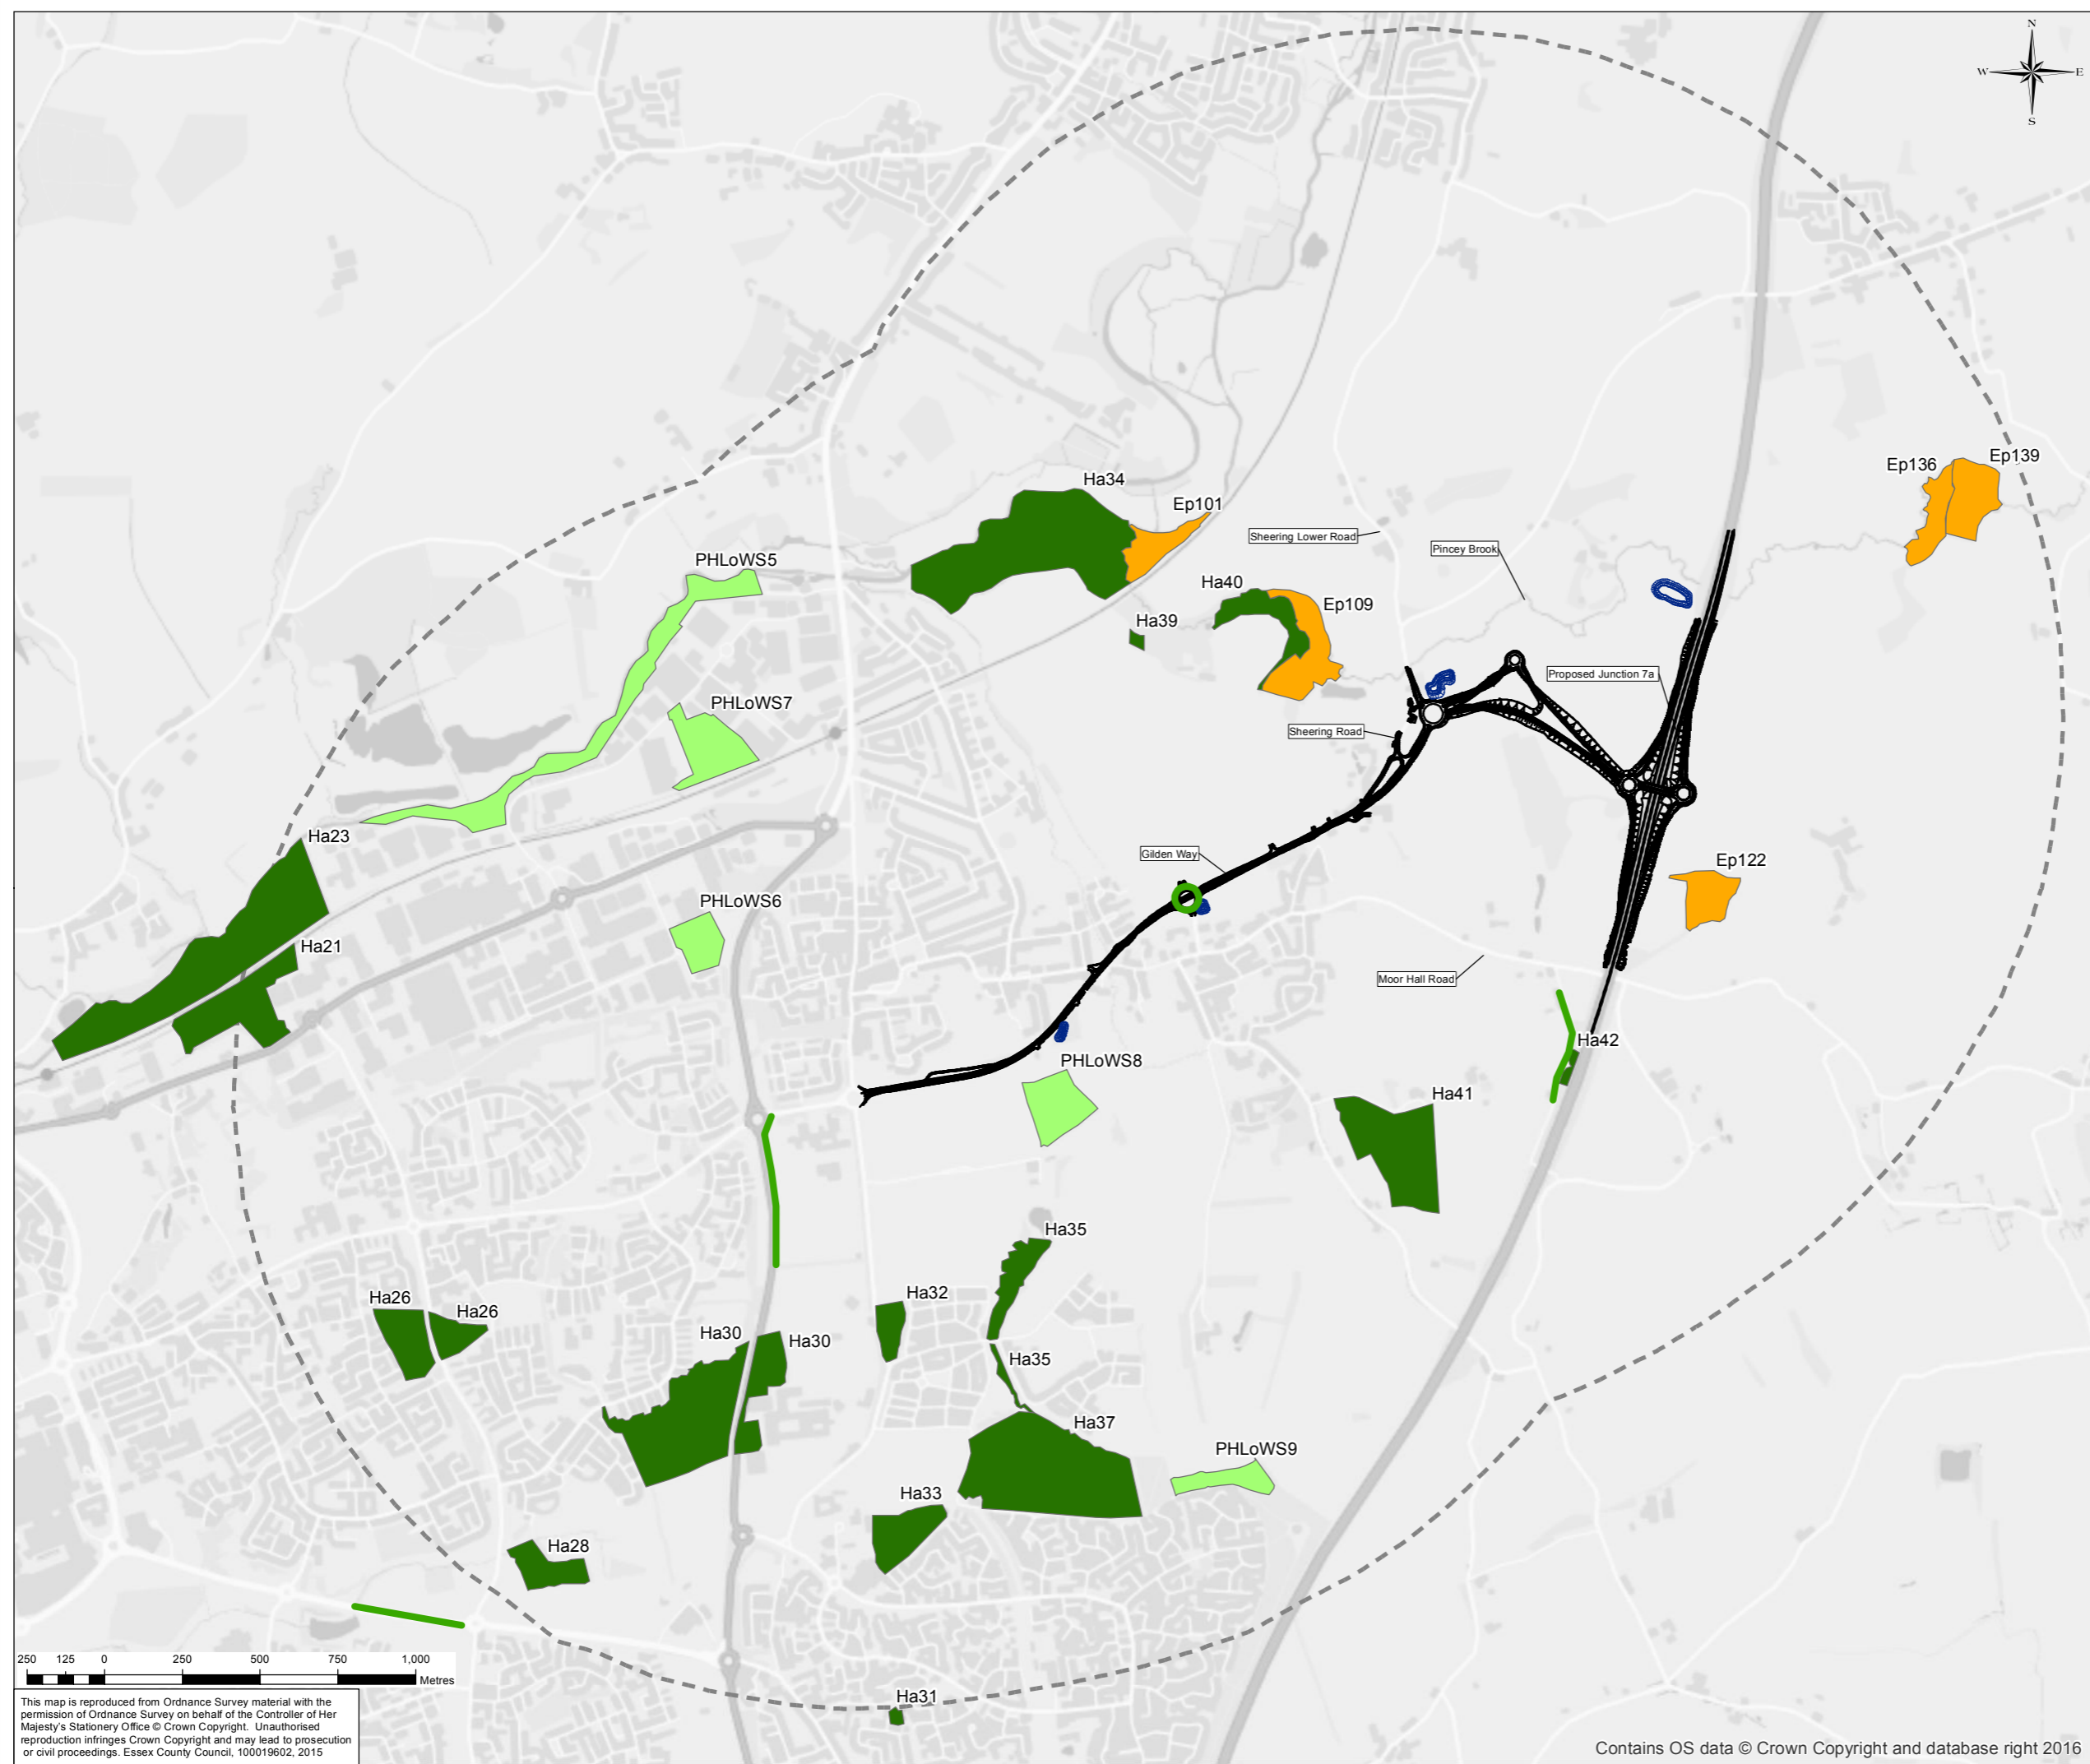 N
W E
S
Ha34
Ep101
Ep136
Ep139
Sheering Lower Road
Pincey Brook
PHLoWS5
Ha40
Ep109
Ha39
Proposed Junction 7a
PHLoWS7
Sheering Road
Ha23
Gilden Way
Ep122
PHLoWS6
Ha21
Moor Hall Road
Ha42
PHLoWS8
Ha41
Ha35
Ha26
Ha32
Ha26
Ha30
Ha30
Ha35
Ha37
PHLoWS9
Ha33
Ha28
Ha31
250 125 0 250 500 750 1,000
Metres
This map is reproduced from Ordnance Survey material with the
permission of Ordnance Survey on behalf of the Controller of Her
Majesty's Stationery Office © Crown Copyright. Unauthorised
reproduction infringes Crown Copyright and may lead to prosecution
or civil proceedings. Essex County Council, 100019602, 2015
Contains OS data © Crown Copyright and database right 2016